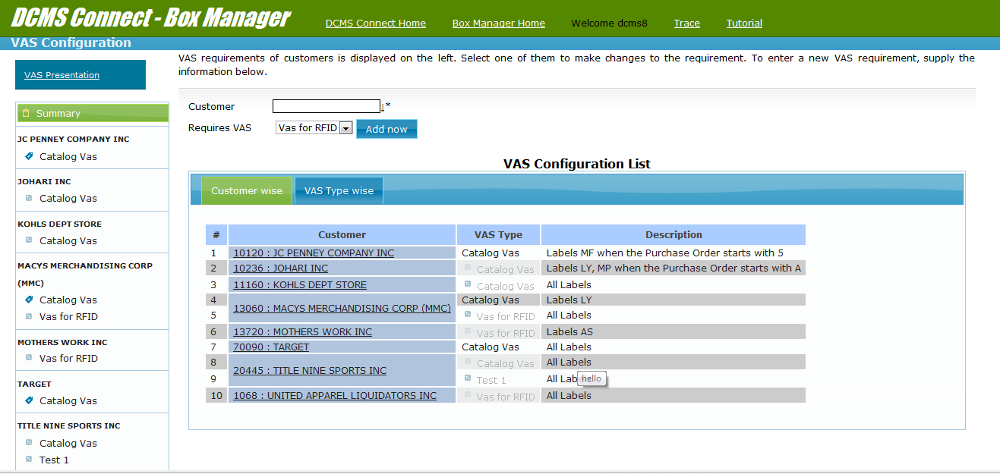 DCMS Connect - Box Manager
DCMS Connect Home Box Manager Home Welcome dcms8 Trace Tutorial
VAS Configuration
VAS Presentation
Summary
JC PENNEY COMPANY INC
Catalog Vas
JOHARI INC
Catalog Vas
KOHLS DEPT STORE
Catalog Vas
MACYS MERCHANDISING CORP
(MMC)
Catalog Vas
Vas for RFID
MOTHERS WORK INC
Vas for RFID
TARGET
Catalog Vas
TITLE NINE SPORTS INC
Catalog Vas
Test 1
VAS requirements of customers is displayed on the left. Select one of them to make changes to the requirement. To enter a new VAS requirement, supply the
information below.
Customer ↓*
Requires VAS Vas for RFID Add now
VAS Configuration List
Customer wise VAS Type wise
# Customer VAS Type Description
1 10120 : JC PENNEY COMPANY INC Catalog Vas Labels MF when the Purchase Order starts with 5
2 10236 : JOHARI INC Catalog Vas Labels LY, MP when the Purchase Order starts with A
3 11160 : KOHLS DEPT STORE Catalog Vas All Labels
4 13060 : MACYS MERCHANDISING CORP (MMC) Catalog Vas Labels LY
5 Vas for RFID All Labels
6 13720 : MOTHERS WORK INC Vas for RFID Labels AS
7 70090 : TARGET Catalog Vas All Labels
8 20445 : TITLE NINE SPORTS INC Catalog Vas All Labels
9 Test 1 All Lab hello
10 1068 : UNITED APPAREL LIQUIDATORS INC Vas for RFID All Labels